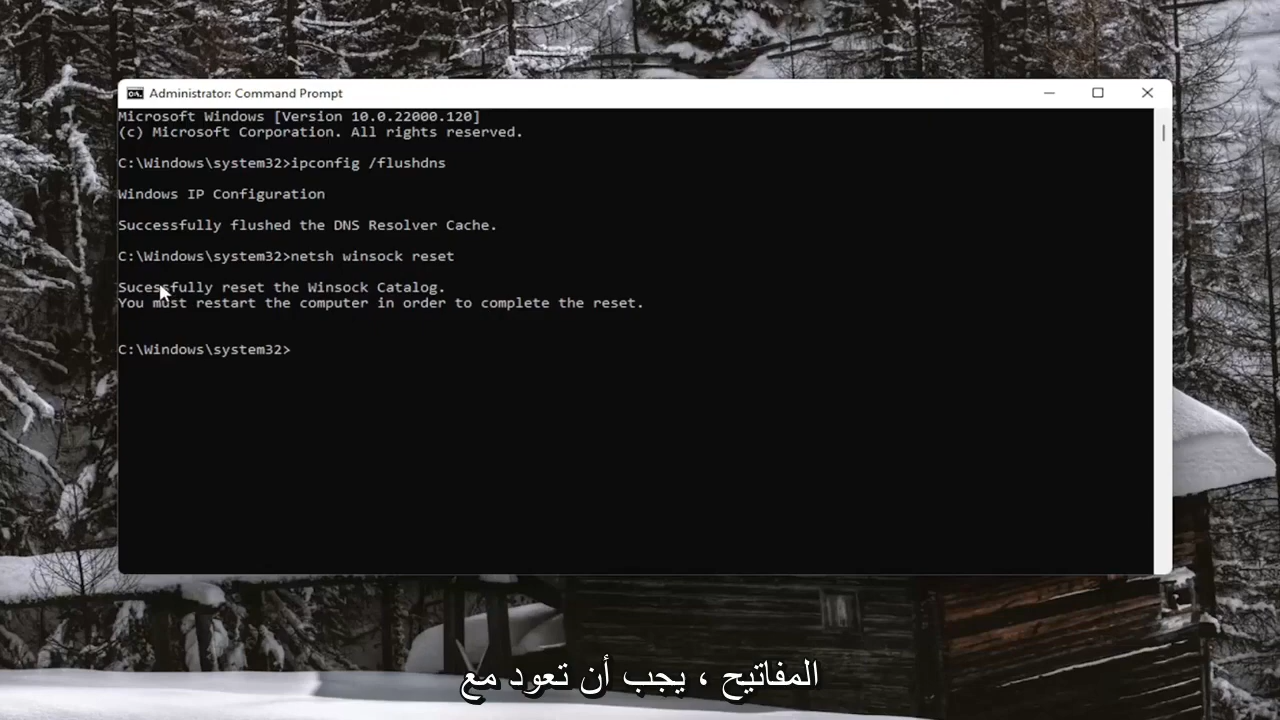 Administrator: Command Prompt
Microsoft Windows [Version 10.0.22000.120]
(c) Microsoft Corporation. All rights reserved.
C:\Windows\system32>ipconfig /flushdns
Windows IP Configuration
Successfully flushed the DNS Resolver Cache.
C:\Windows\system32>netsh winsock reset
Sucessfully reset the Winsock Catalog.
You must restart the computer in order to complete the reset.
C:\Windows\system32>
المفاتيح ، يجب أن تعود مع